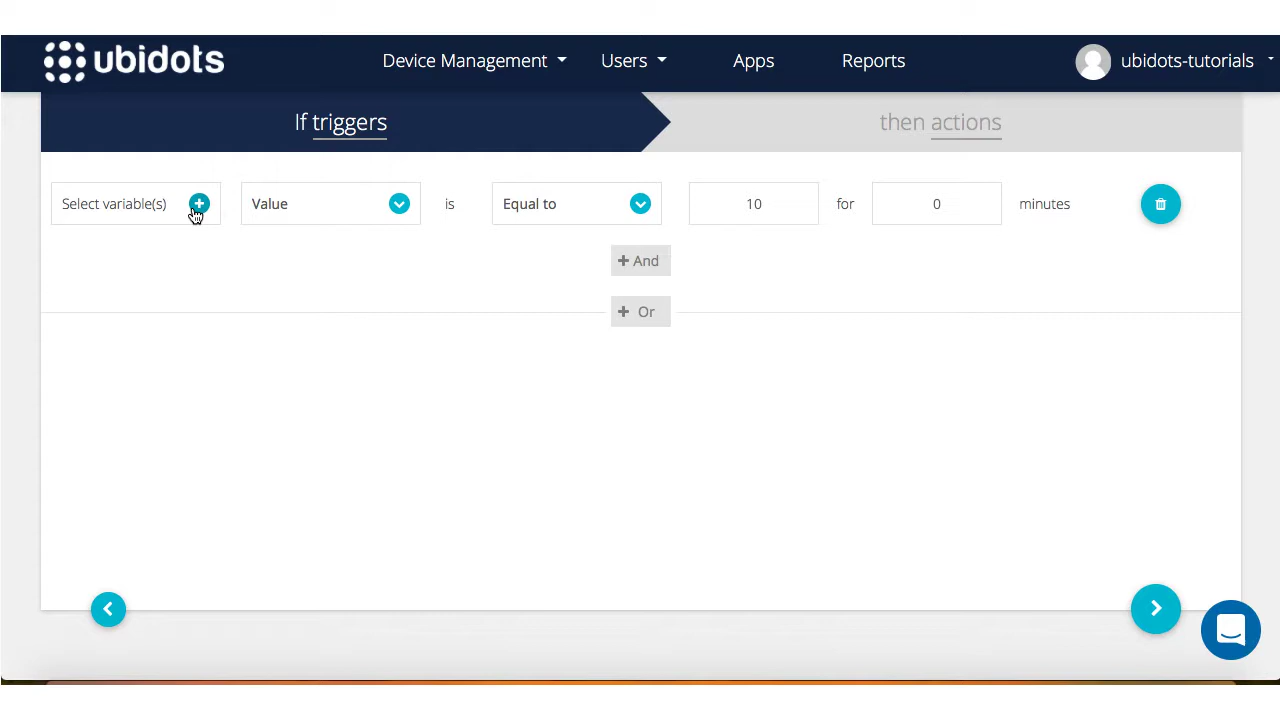 ubidots Device Management Users Apps Reports ubidots-tutorials
If triggers then actions
Select variable(s) Value is Equal to 10 for 0 minutes
And
Or